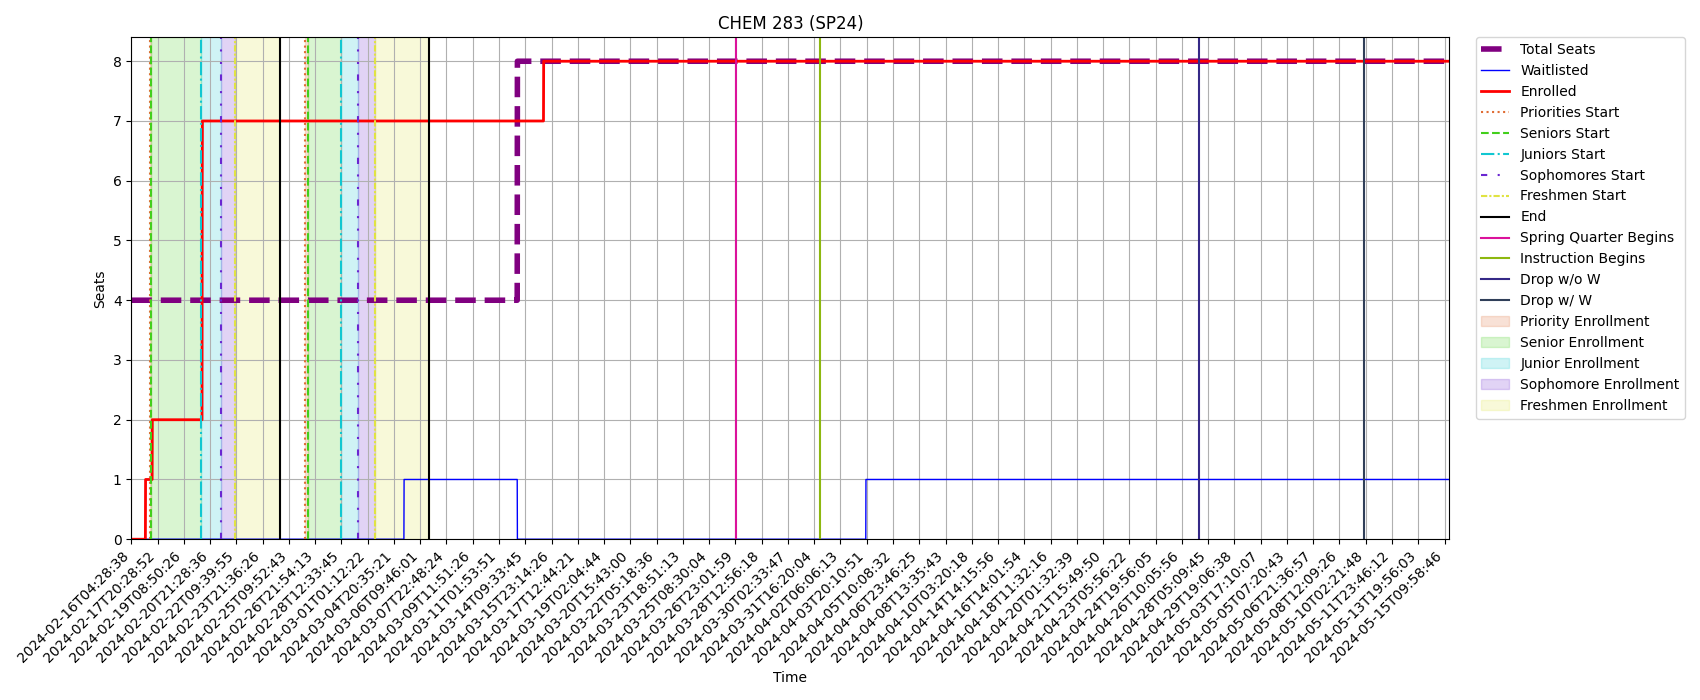 CHEM 283 (SP24)
Seats
8
7
6
5
4
3
2
1
0
2024-02-16T04:28:38
2024-02-17T20:28:52
2024-02-19T08:50:26
2024-02-20T21:28:36
2024-02-22T09:39:55
2024-02-23T21:36:26
2024-02-25T09:52:43
2024-02-26T21:54:13
2024-02-28T12:33:45
2024-03-01T01:12:22
2024-03-04T20:35:21
2024-03-06T09:46:01
2024-03-07T22:48:24
2024-03-09T11:51:26
2024-03-11T01:53:51
2024-03-14T09:33:45
2024-03-15T23:14:26
2024-03-17T12:44:21
2024-03-19T02:04:44
2024-03-20T15:43:00
2024-03-22T05:18:36
2024-03-23T18:51:13
2024-03-25T08:30:04
2024-03-26T23:01:59
2024-03-28T12:56:18
2024-03-30T02:33:47
2024-03-31T16:20:04
2024-04-02T06:06:13
2024-04-03T20:10:51
2024-04-05T10:08:32
2024-04-06T23:46:25
2024-04-08T13:35:43
2024-04-10T03:20:18
2024-04-14T14:15:56
2024-04-16T14:01:54
2024-04-18T11:32:16
2024-04-20T01:32:39
2024-04-21T15:49:50
2024-04-23T05:56:22
2024-04-24T19:56:05
2024-04-26T10:05:56
2024-04-28T05:09:45
2024-04-29T19:06:38
2024-05-03T17:10:07
2024-05-05T07:20:43
2024-05-06T21:36:57
2024-05-08T12:09:26
2024-05-10T02:21:48
2024-05-11T23:46:12
2024-05-13T19:56:03
2024-05-15T09:58:46
Time
Total Seats
Waitlisted
Enrolled
Priorities Start
Seniors Start
Juniors Start
Sophomores Start
Freshmen Start
End
Spring Quarter Begins
Instruction Begins
Drop w/o W
Drop w/ W
Priority Enrollment
Senior Enrollment
Junior Enrollment
Sophomore Enrollment
Freshmen Enrollment